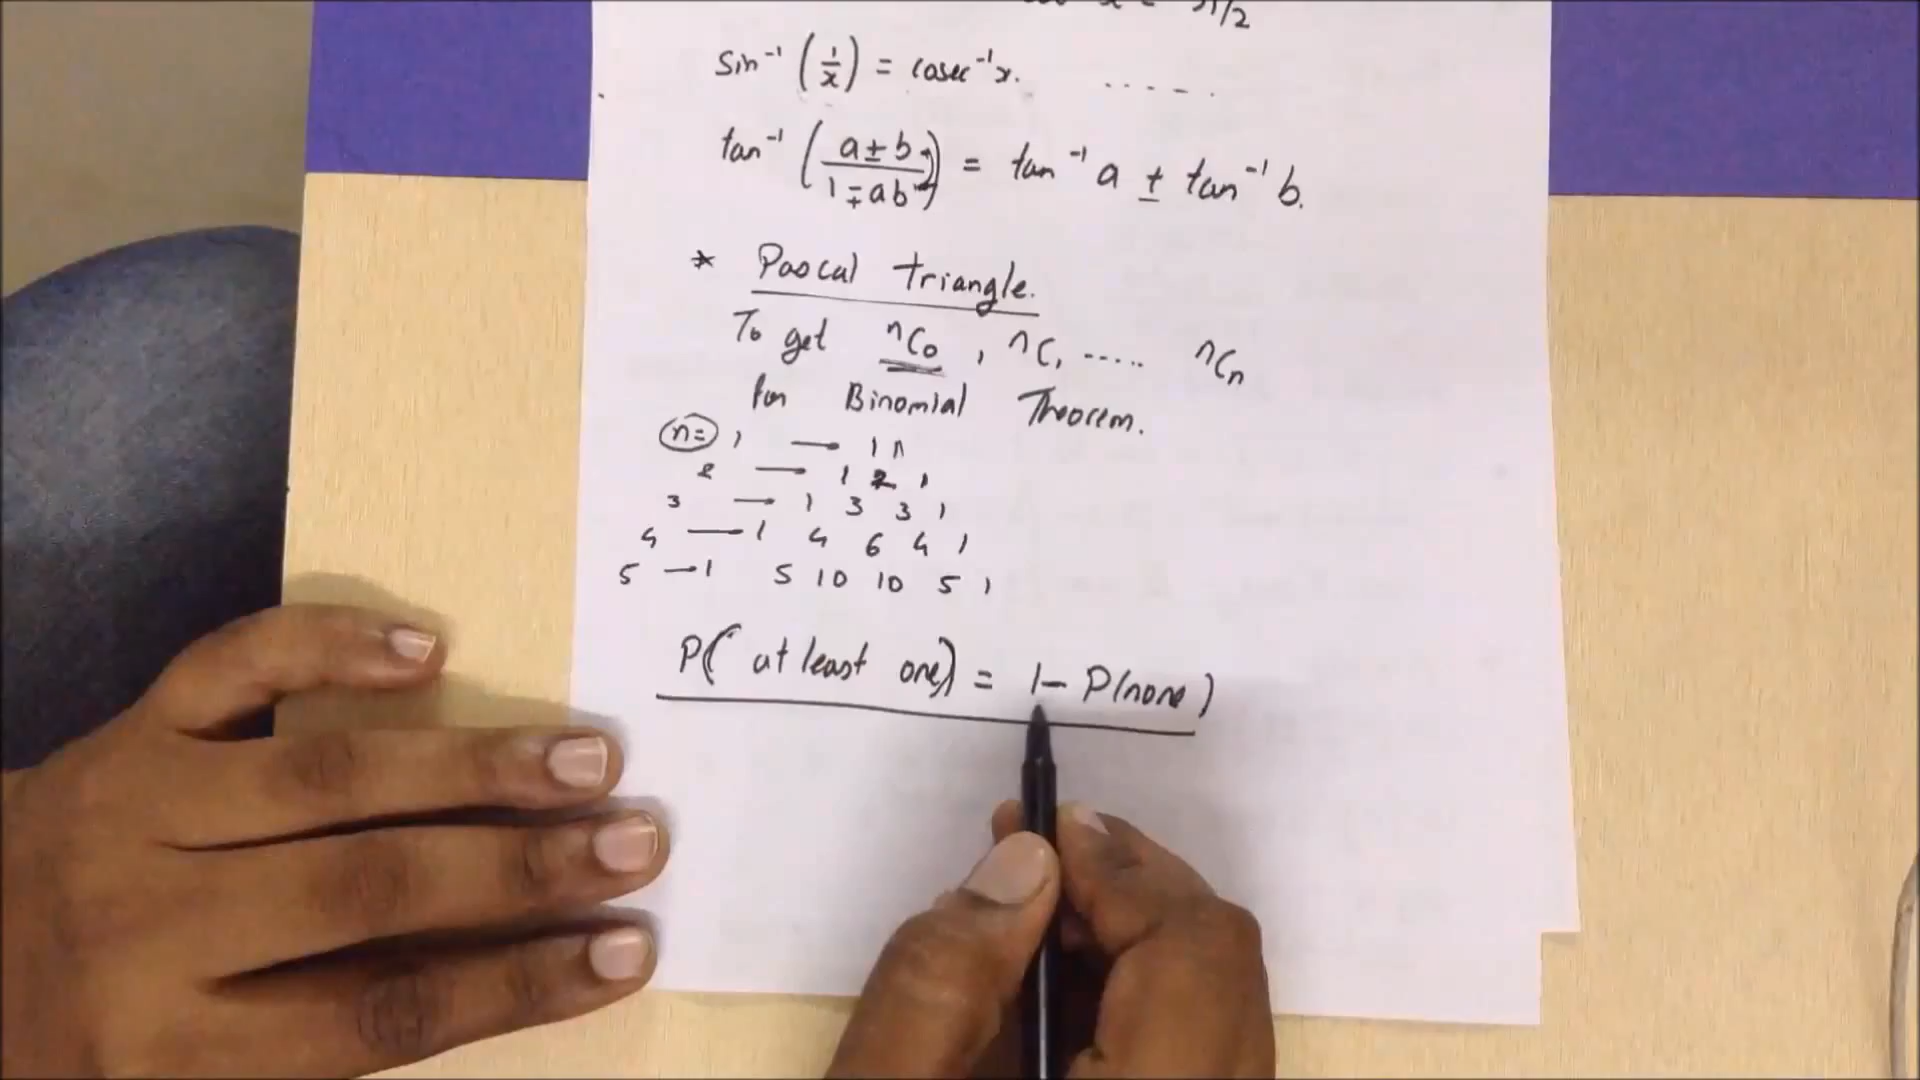 π/2
sin⁻¹ (1/x) = cosec⁻¹x. .....
tan⁻¹ (a ± b / 1 ∓ ab) = tan⁻¹ a ± tan⁻¹ b.
* Pascal triangle.
To get nC₀, nC₁ ..... nCₙ
for Binomial Theorem.
n= 1 → 1 1
2 → 1 2 1
3 → 1 3 3 1
4 → 1 4 6 4 1
5 → 1 5 10 10 5 1
P( at least one) = 1 - P(none)